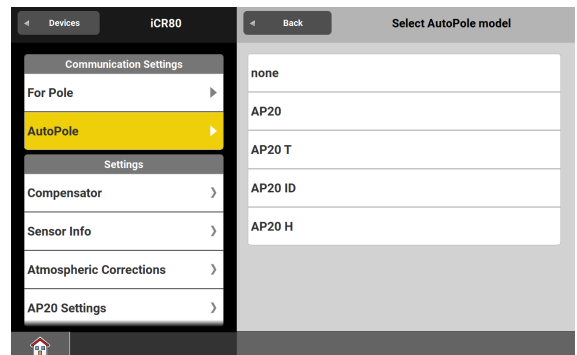 Devices
iCR80
Communication Settings
For Pole
AutoPole
Settings
Compensator
Sensor Info
Atmospheric Corrections
AP20 Settings
Back
Select AutoPole model
none
AP20
AP20 T
AP20 ID
AP20 H